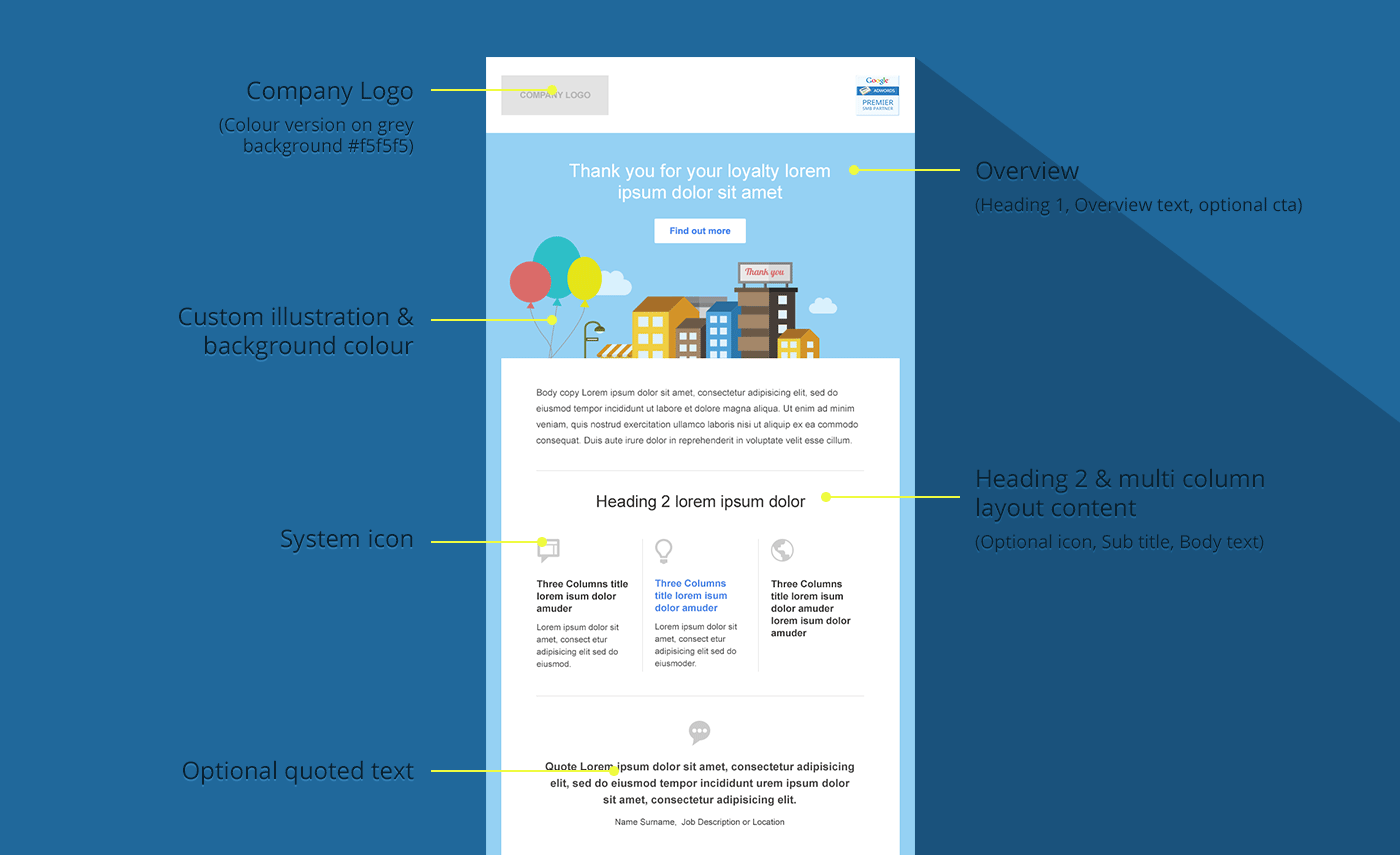 Company Logo
(Colour version on grey
background #f5f5f5)
COMPANY LOGO
Google
ADWORDS
PREMIER
SMB PARTNER
Thank you for your loyalty lorem
ipsum dolor sit amet
Find out more
Overview
(Heading 1, Overview text, optional cta)
Thank you
Custom illustration &
background colour
Body copy Lorem ipsum dolor sit amet, consectetur adipisicing elit, sed do
eiusmod tempor incididunt ut labore et dolore magna aliqua. Ut enim ad minim
veniam, quis nostrud exercitation ullamco laboris nisi ut aliquip ex ea commodo
consequat. Duis aute irure dolor in reprehenderit in voluptate velit esse cillum.
Heading 2 lorem ipsum dolor
Heading 2 & multi column
layout content
(Optional icon, Sub title, Body text)
System icon
Three Columns title
lorem isum dolor
amuder
Lorem ipsum dolor sit
amet, consect etur
adipisicing elit sed do
eiusmod.
Three Columns
title lorem isum
dolor amuder
Lorem ipsum dolor sit
amet, consect etur
adipisicing elit sed do
eiusmoder.
Three Columns
title lorem isum
dolor amuder
lorem isum dolor
amuder
Optional quoted text
Quote Lorem ipsum dolor sit amet, consectetur adipisicing
elit, sed do eiusmod tempor incididunt urem ipsum dolor
sit amet, consectetur adipisicing elit.
Name Surname, Job Description or Location